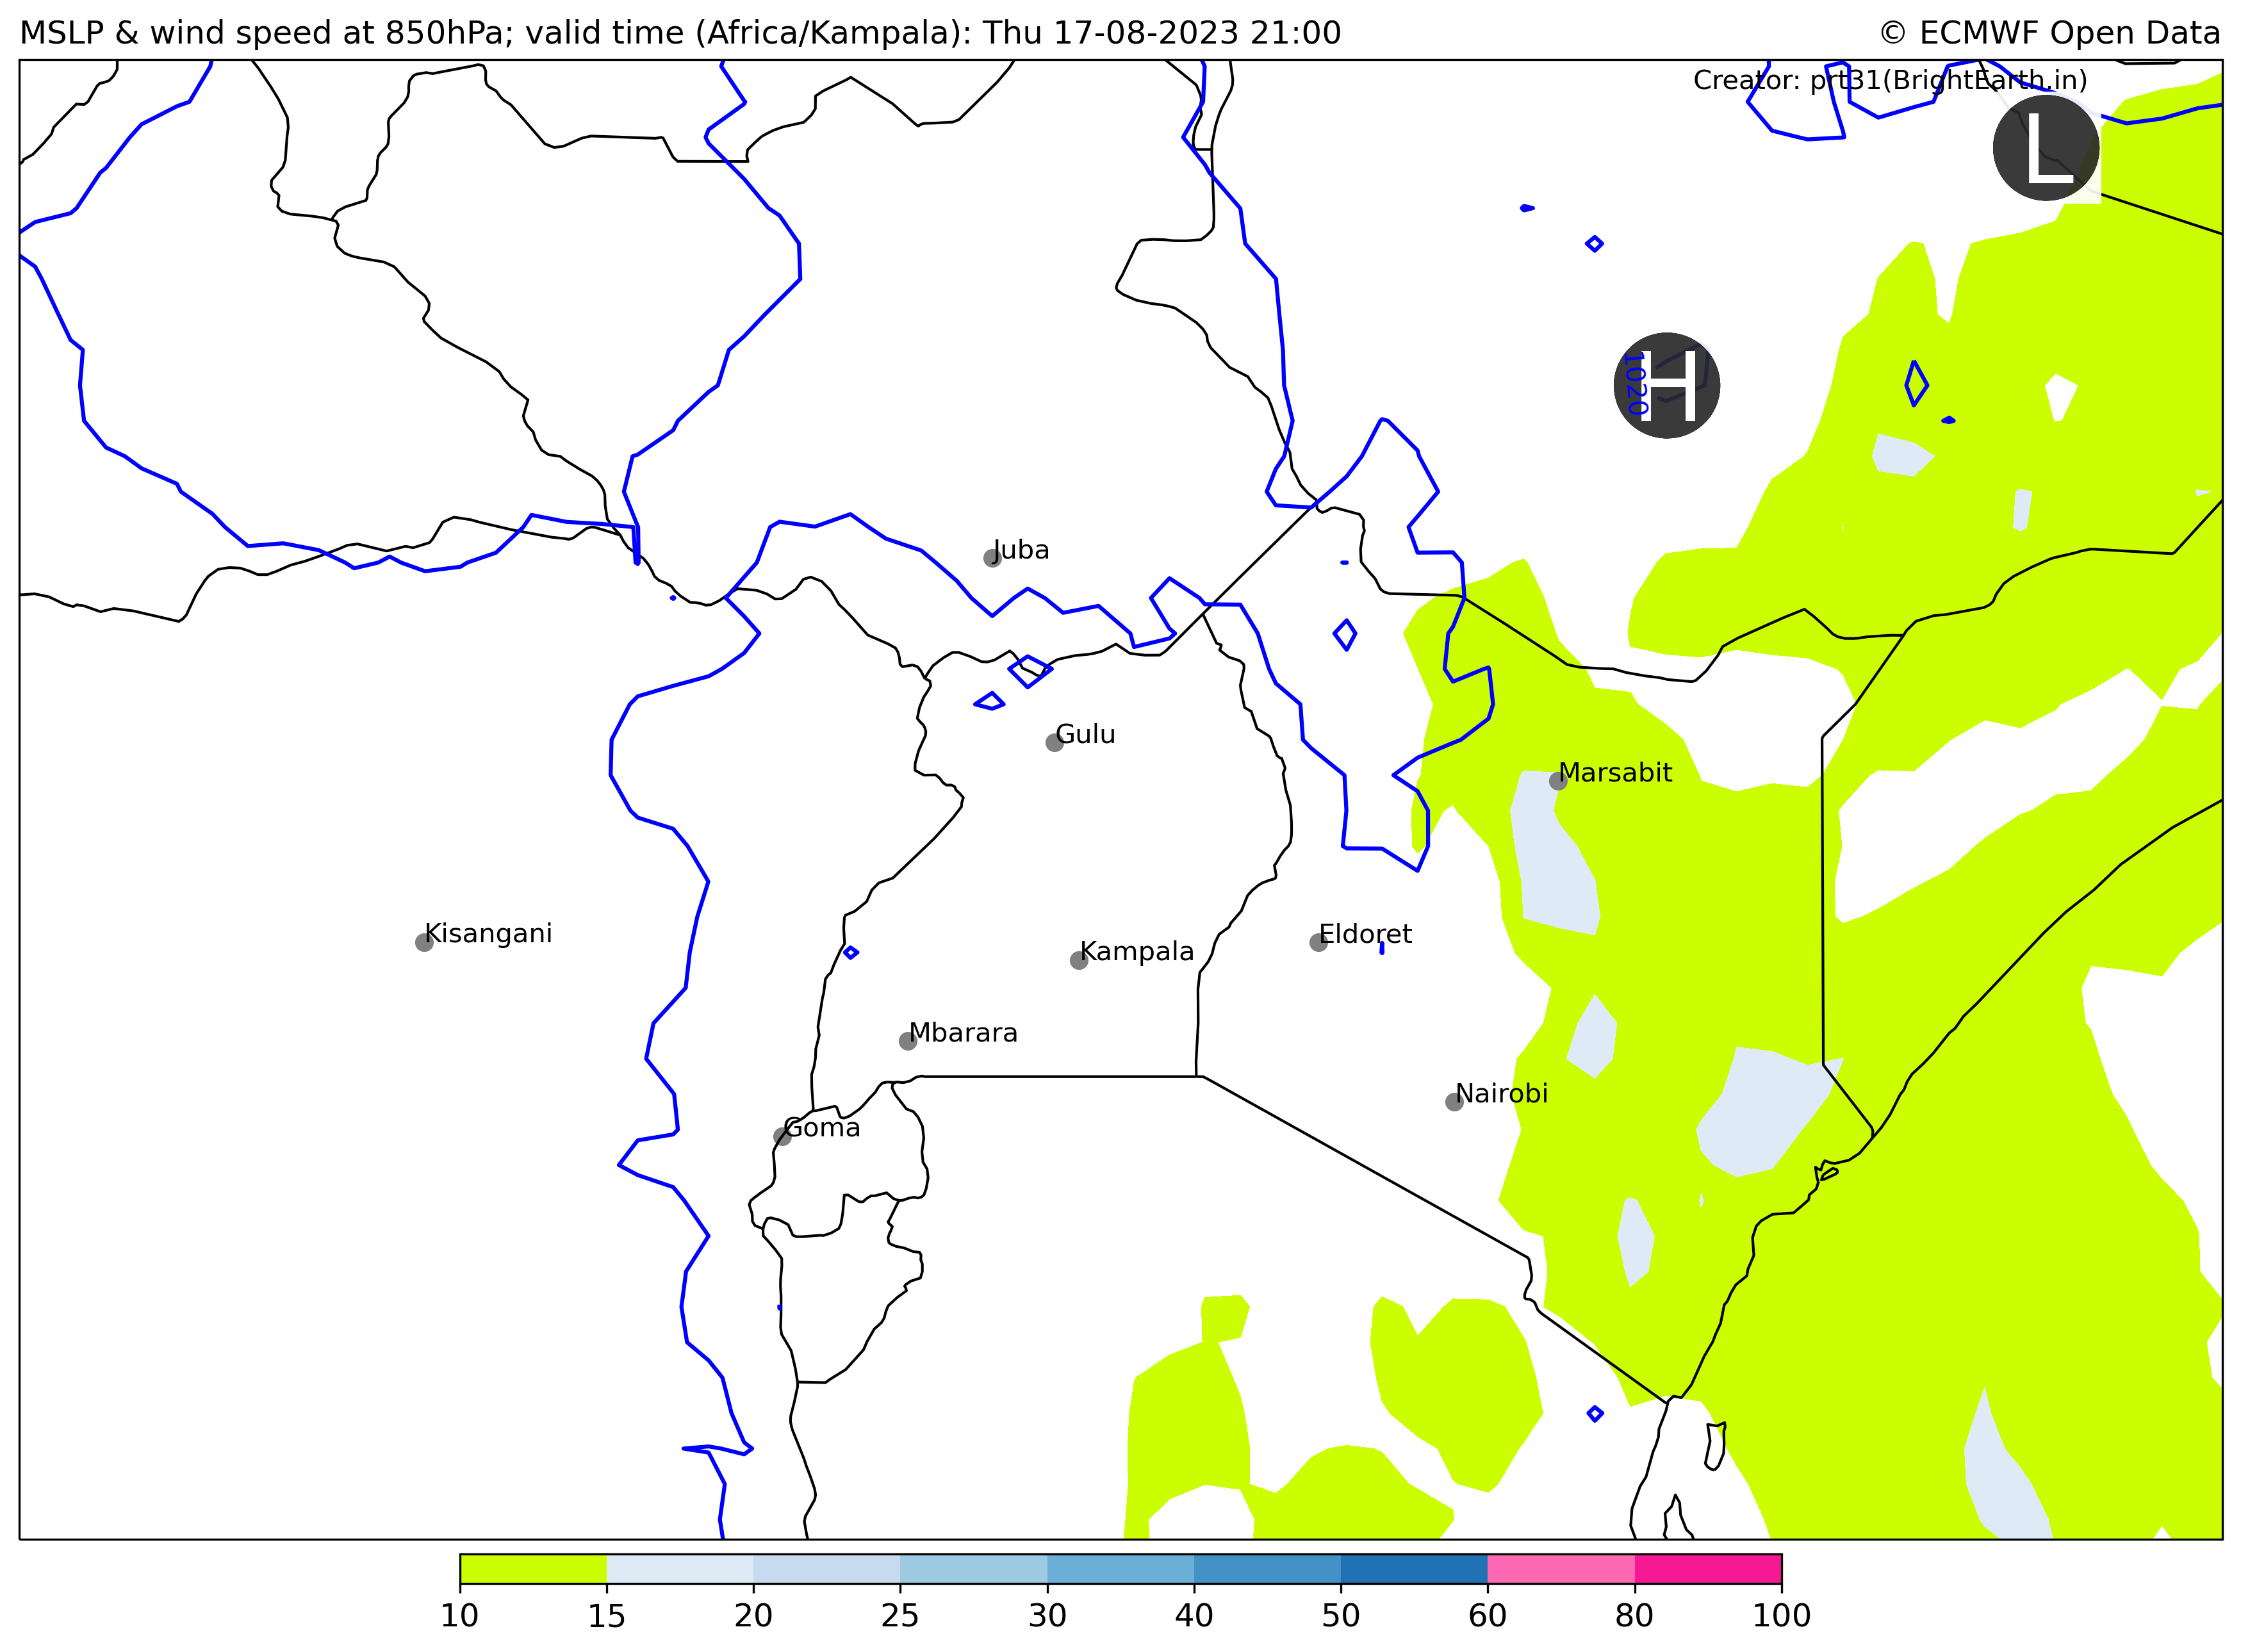 MSLP & wind speed at 850hPa; valid time (Africa/Kampala): Thu 17-08-2023 21:00
© ECMWF Open Data
Creator: prt31(BrightEarth.in)
L
H
1020
Juba
Gulu
Marsabit
Kisangani
Eldoret
Kampala
Mbarara
Nairobi
Goma
10 15 20 25 30 40 50 60 80 100